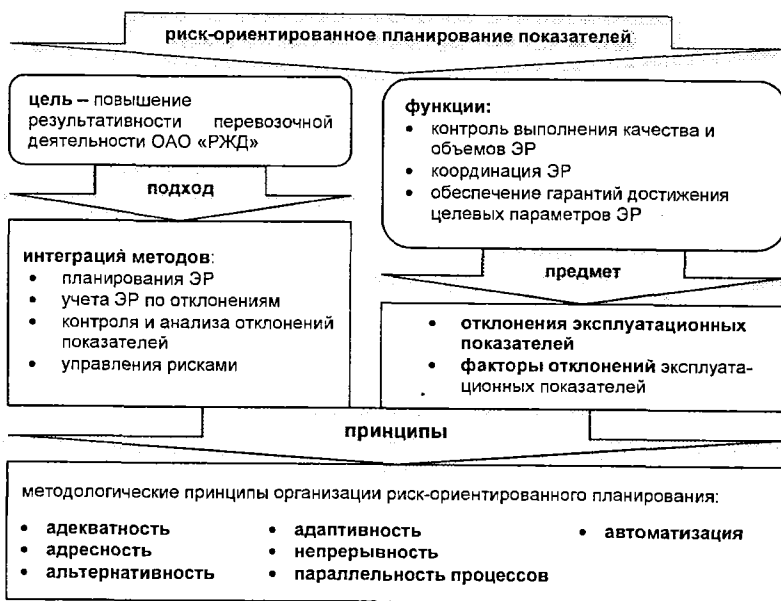 риск-ориентированное планирование показателей
цель – повышение
результативности перевозочной
деятельности ОАО «РЖД»
подход
интеграция методов:
• планирования ЭР
• учета ЭР по отклонениям
• контроля и анализа отклонений
показателей
• управления рисками
функции:
• контроль выполнения качества и
объемов ЭР
• координация ЭР
• обеспечение гарантий достижения
целевых параметров ЭР
предмет
• отклонения эксплуатационных
показателей
• факторы отклонений эксплуата-
ционных показателей
принципы
методологические принципы организации риск-ориентированного планирования:
• адекватность
• адресность
• альтернативность
• адаптивность
• непрерывность
• параллельность процессов
• автоматизация